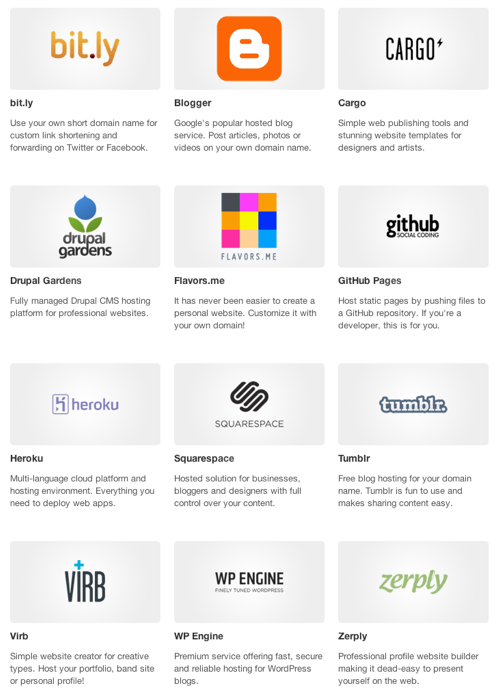 bit.ly
bit.ly
Use your own short domain name for
custom link shortening and
forwarding on Twitter or Facebook.
Blogger
Google's popular hosted blog
service. Post articles, photos or
videos on your own domain name.
CARGO
Cargo
Simple web publishing tools and
stunning website templates for
designers and artists.
drupal
gardens
Drupal Gardens
Fully managed Drupal CMS hosting
platform for professional websites.
FLAVORS.ME
Flavors.me
It has never been easier to create a
personal website. Customize it with
your own domain!
github
SOCIAL CODING
GitHub Pages
Host static pages by pushing files to
a GitHub repository. If you're a
developer, this is for you.
heroku
Heroku
Multi-language cloud platform and
hosting environment. Everything you
need to deploy web apps.
SQUARESPACE
Squarespace
Hosted solution for businesses,
bloggers and designers with full
control over your content.
tumblr.
Tumblr
Free blog hosting for your domain
name. Tumblr is fun to use and
makes sharing content easy.
VIRB
Virb
Simple website creator for creative
types. Host your portfolio, band site
or personal profile!
WP ENGINE
FINELY TUNED WORDPRESS
WP Engine
Premium service offering fast, secure
and reliable hosting for WordPress
blogs.
zerply
Zerply
Professional profile website builder
making it dead-easy to present
yourself on the web.